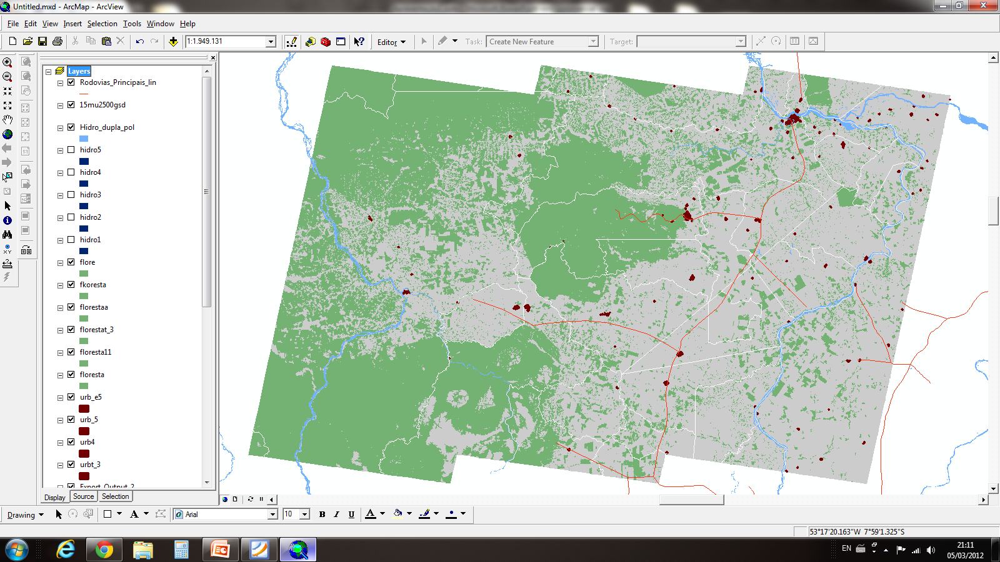 Untitled.mxd - ArcMap - ArcView
File Edit View Insert Selection Tools Window Help
1:1.949.131
Editor
Task: Create New Feature
Target:
Layers
Rodovias_Principais_lin
15mu2500gsd
Hidro_dupla_pol
hidro5
hidro4
hidro3
hidro2
hidro1
flore
fkoresta
florestaa
florestat_3
floresta11
floresta
urb_e5
urb_5
urb4
urbt_3
Export_Output_2
Display Source Selection
Drawing
A
Arial
10
B I U A
53°17'20.163"W 7°59'1.325"S
EN
21:11
05/03/2012